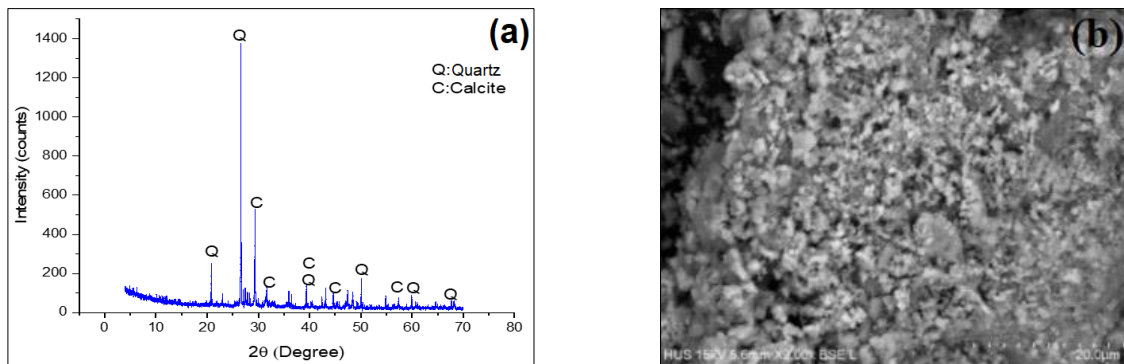 (a)
Q
Q:Quartz
C:Calcite
C
Q
C
Q
C
Q
C
C
Q
Q
Intensity (counts)
1400
1200
1000
800
600
400
200
0
0 10 20 30 40 50 60 70 80
2θ (Degree)
(b)
HUS 15kV 5.6mm X2.00k BSE L
20.0µm